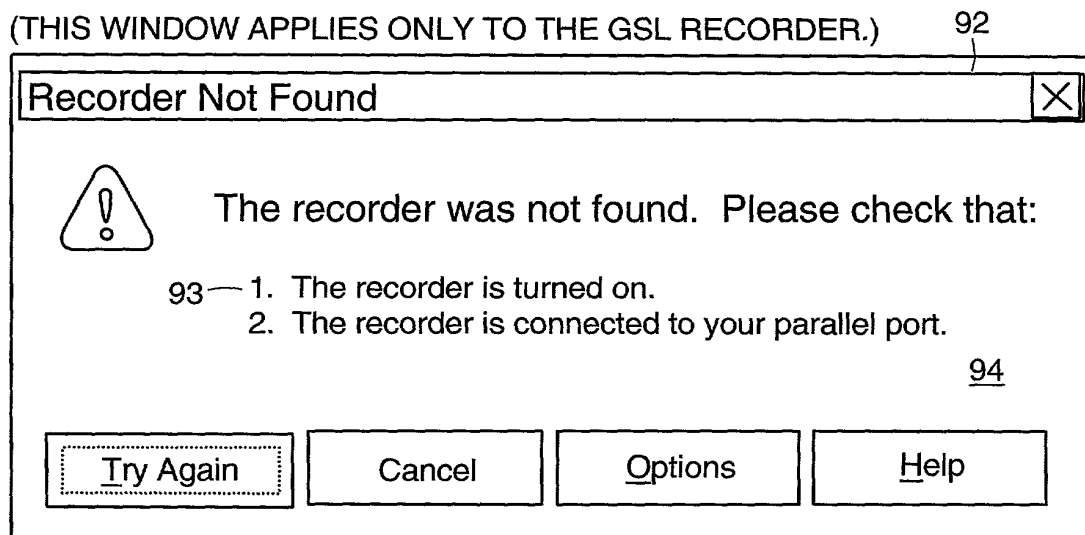 (THIS WINDOW APPLIES ONLY TO THE GSL RECORDER.) 92
Recorder Not Found
The recorder was not found. Please check that:
93 1. The recorder is turned on.
2. The recorder is connected to your parallel port.
94
Try Again Cancel Options Help